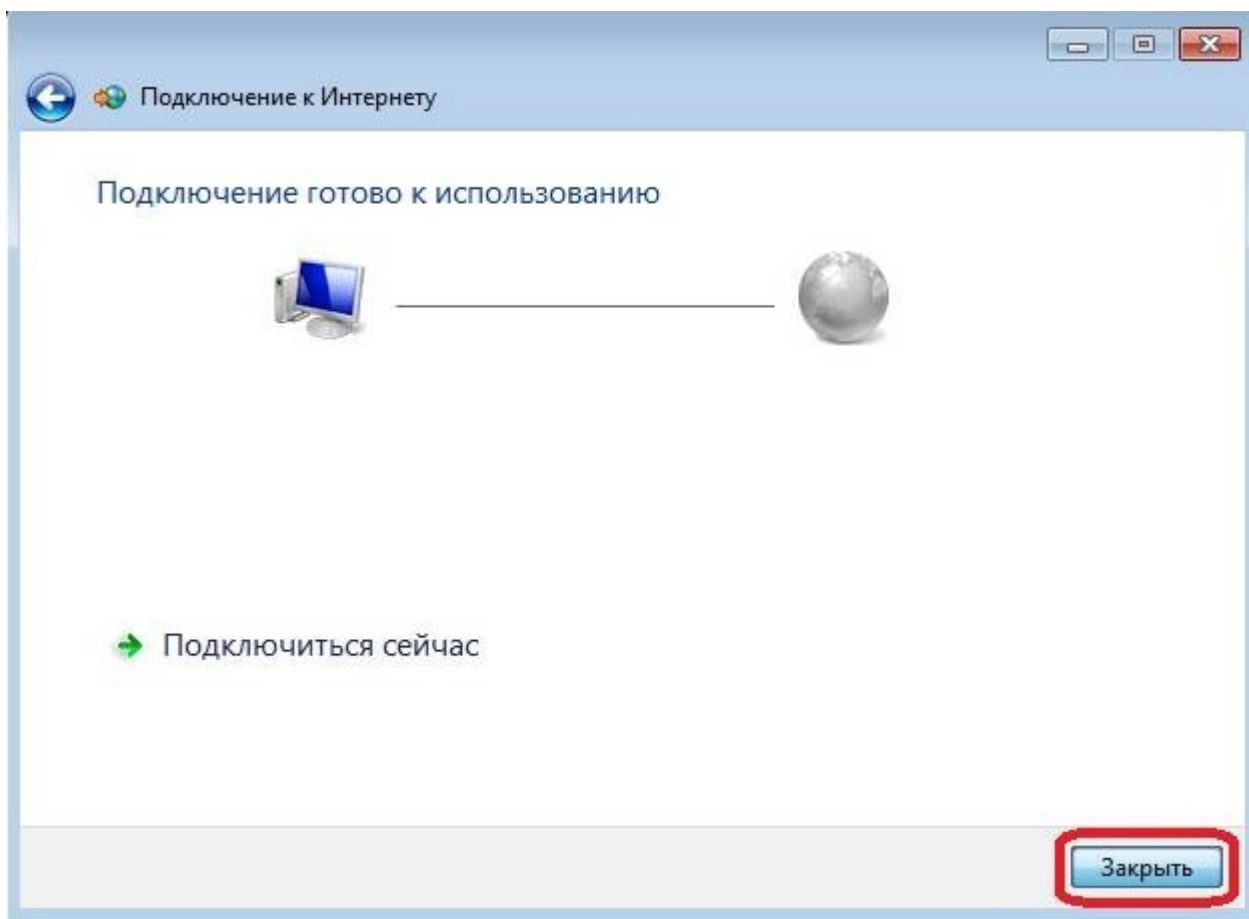 Подключение к Интернету
Подключение готово к использованию
Подключиться сейчас
Закрыть